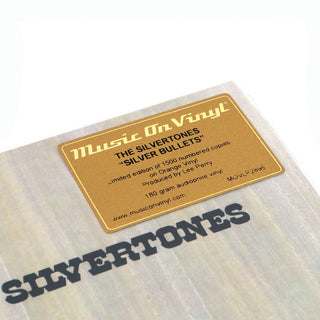 Music On Vinyl
THE SILVERTONES
"SILVER BULLETS"
Limited edition of 1500 numbered copies
on Orange Vinyl
Produced by Lee Perry
180 gram audiophile vinyl
www.musiconvinyl.com
MOVLP2896
SILVERTONES